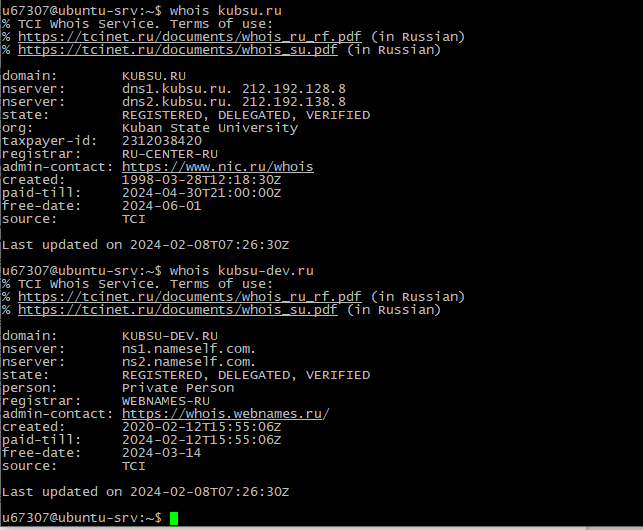 u67307@ubuntu-srv:~$ whois kubsu.ru
% TCI Whois Service. Terms of use:
% https://tcinet.ru/documents/whois_ru_rf.pdf (in Russian)
% https://tcinet.ru/documents/whois_su.pdf (in Russian)
domain: KUBSU.RU
nserver: dns1.kubsu.ru. 212.192.128.8
nserver: dns2.kubsu.ru. 212.192.138.8
state: REGISTERED, DELEGATED, VERIFIED
org: Kuban State University
taxpayer-id: 2312038420
registrar: RU-CENTER-RU
admin-contact: https://www.nic.ru/whois
created: 1998-03-28T12:18:30Z
paid-till: 2024-04-30T21:00:00Z
free-date: 2024-06-01
source: TCI
Last updated on 2024-02-08T07:26:30Z
u67307@ubuntu-srv:~$ whois kubsu-dev.ru
% TCI Whois Service. Terms of use:
% https://tcinet.ru/documents/whois_ru_rf.pdf (in Russian)
% https://tcinet.ru/documents/whois_su.pdf (in Russian)
domain: KUBSU-DEV.RU
nserver: ns1.nameself.com.
nserver: ns2.nameself.com.
state: REGISTERED, DELEGATED, VERIFIED
person: Private Person
registrar: WEBNAMES-RU
admin-contact: https://whois.webnames.ru/
created: 2020-02-12T15:55:06Z
paid-till: 2024-02-12T15:55:06Z
free-date: 2024-03-14
source: TCI
Last updated on 2024-02-08T07:26:30Z
u67307@ubuntu-srv:~$